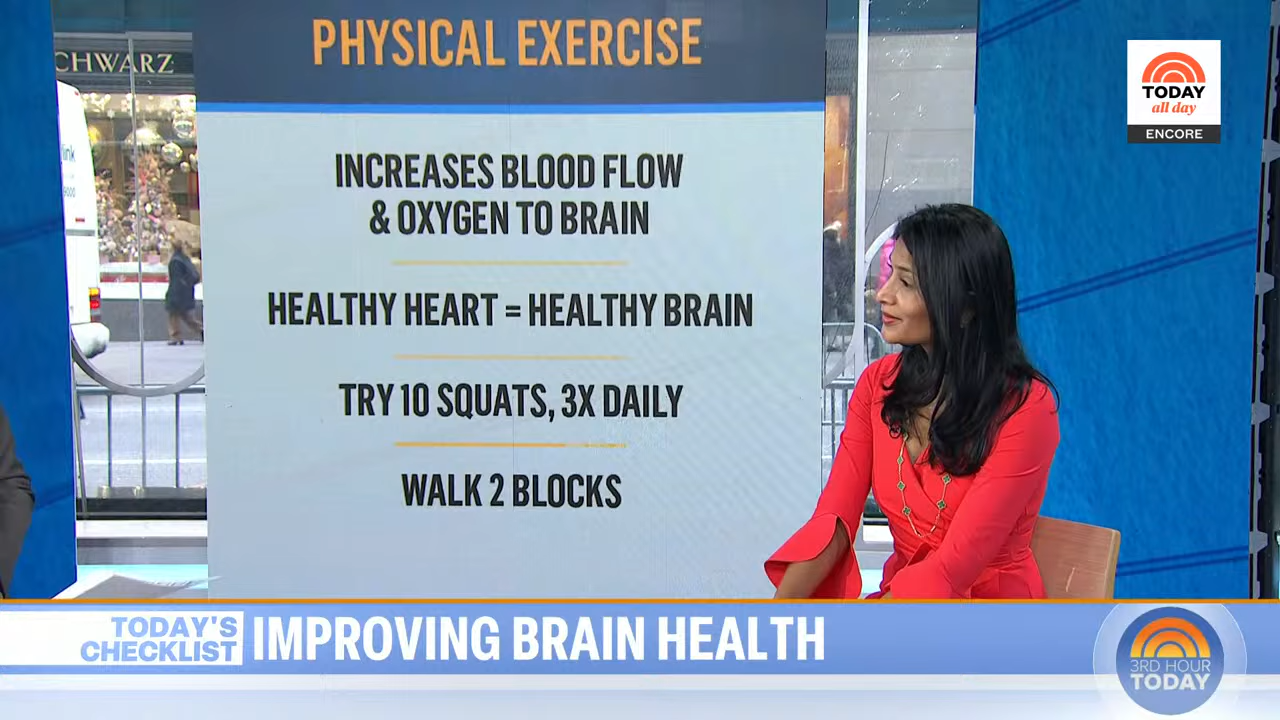 PHYSICAL EXERCISE
CHWARZ
TODAY
all day
ENCORE
INCREASES BLOOD FLOW
& OXYGEN TO BRAIN
HEALTHY HEART = HEALTHY BRAIN
TRY 10 SQUATS, 3X DAILY
WALK 2 BLOCKS
link
TODAY'S
CHECKLIST
IMPROVING BRAIN HEALTH
3RD HOUR
TODAY